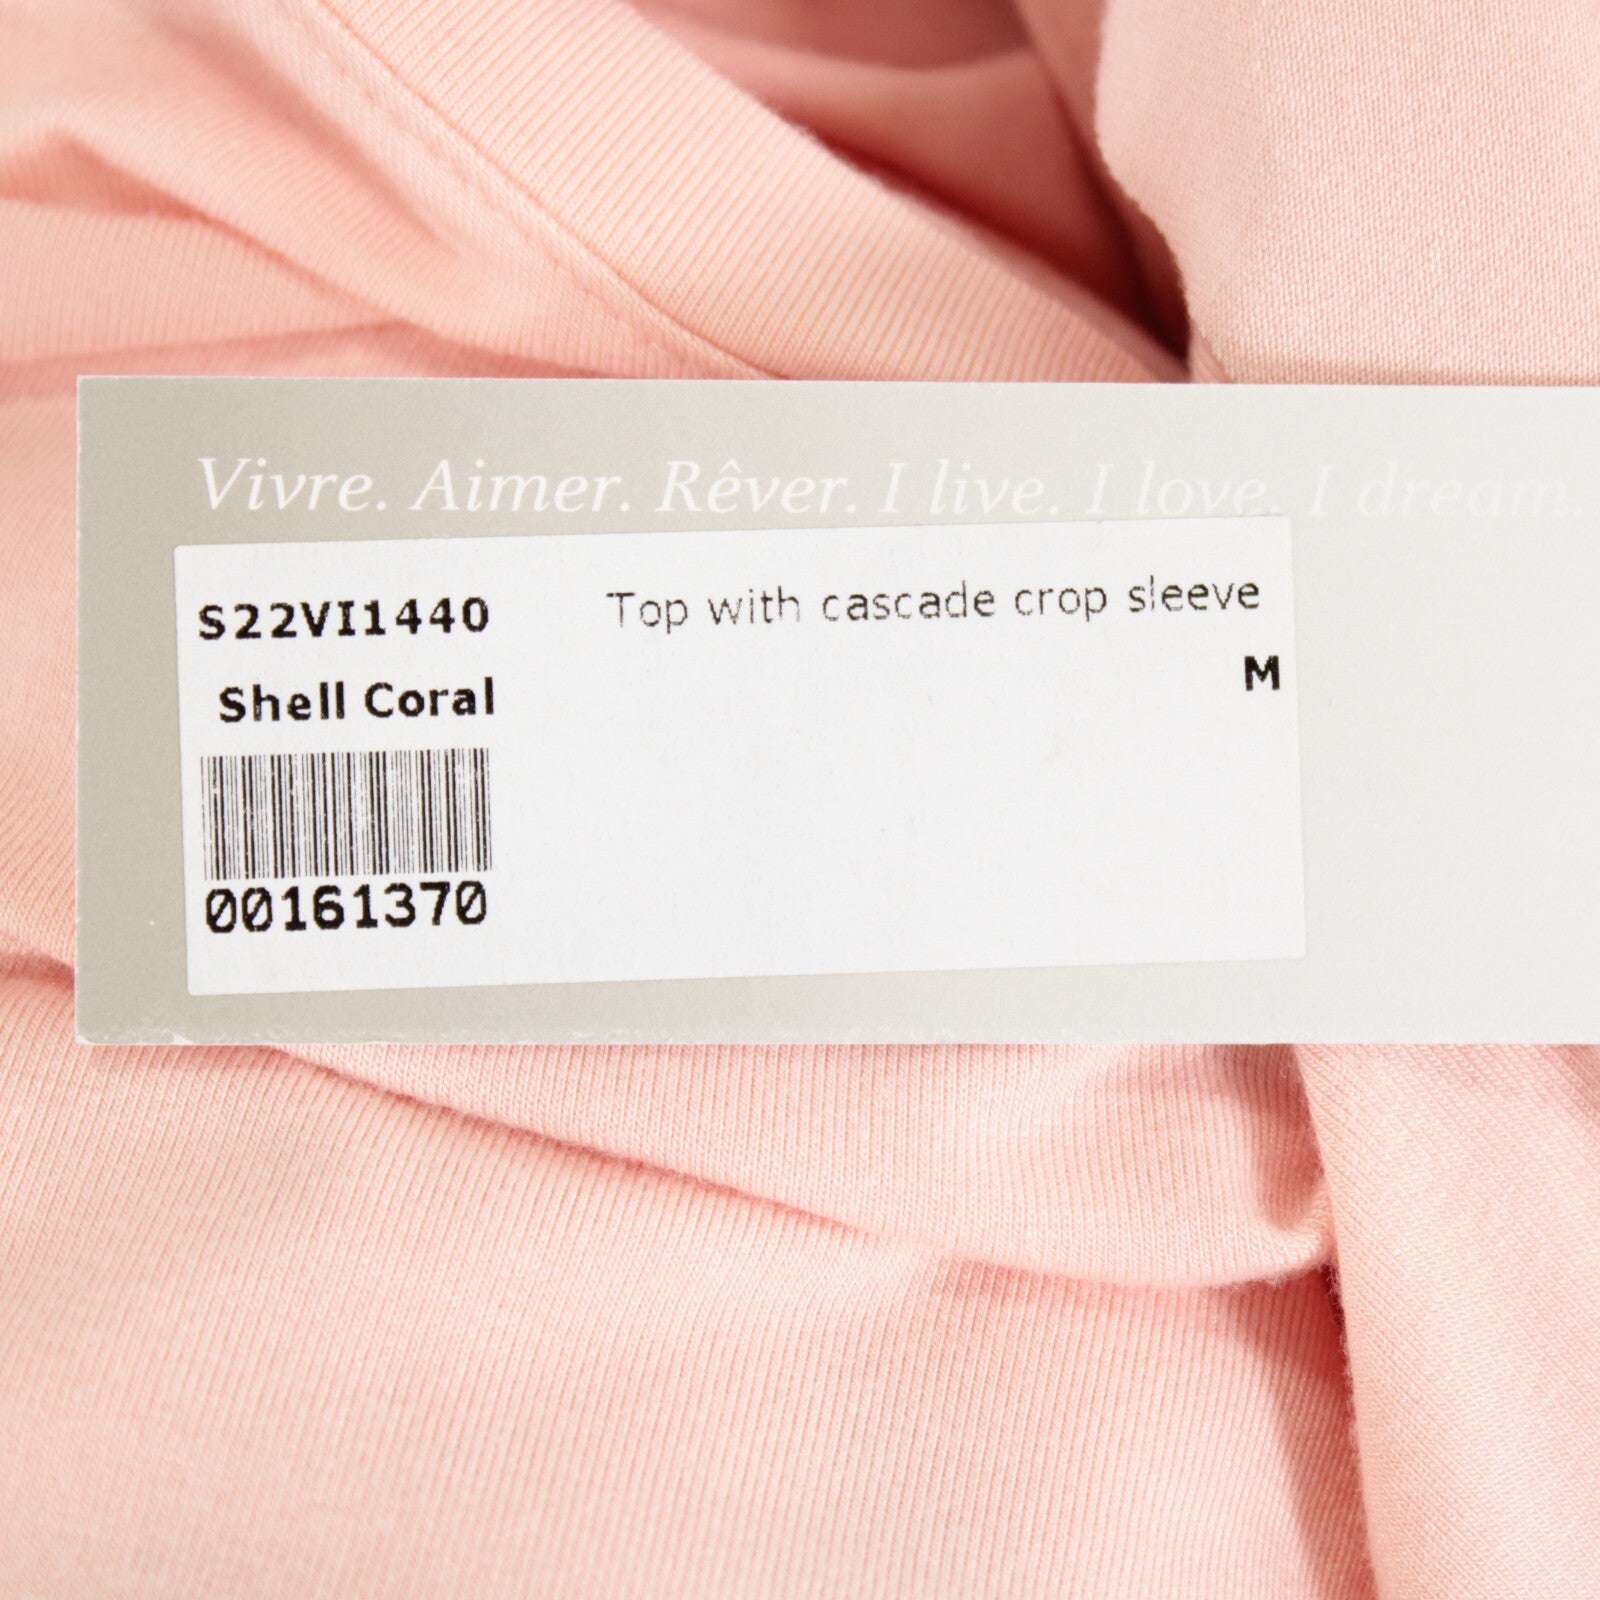 Vivre. Aimer. Rêver. I live. I love. I dream.
S22VI1440 Top with cascade crop sleeve
Shell Coral M
00161370